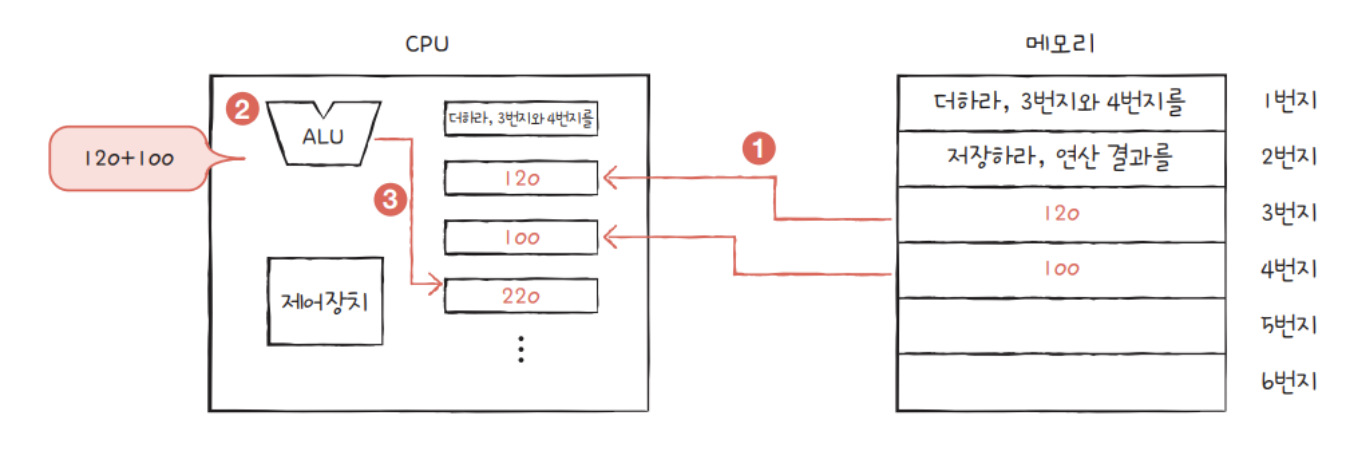 CPU
메모리
2
ALU
120+100
3
제어장치
더하라, 3번지와 4번지를
120
100
220
1
더하라, 3번지와 4번지를
1번지
저장하라, 연산 결과를
2번지
120
3번지
100
4번지
5번지
6번지